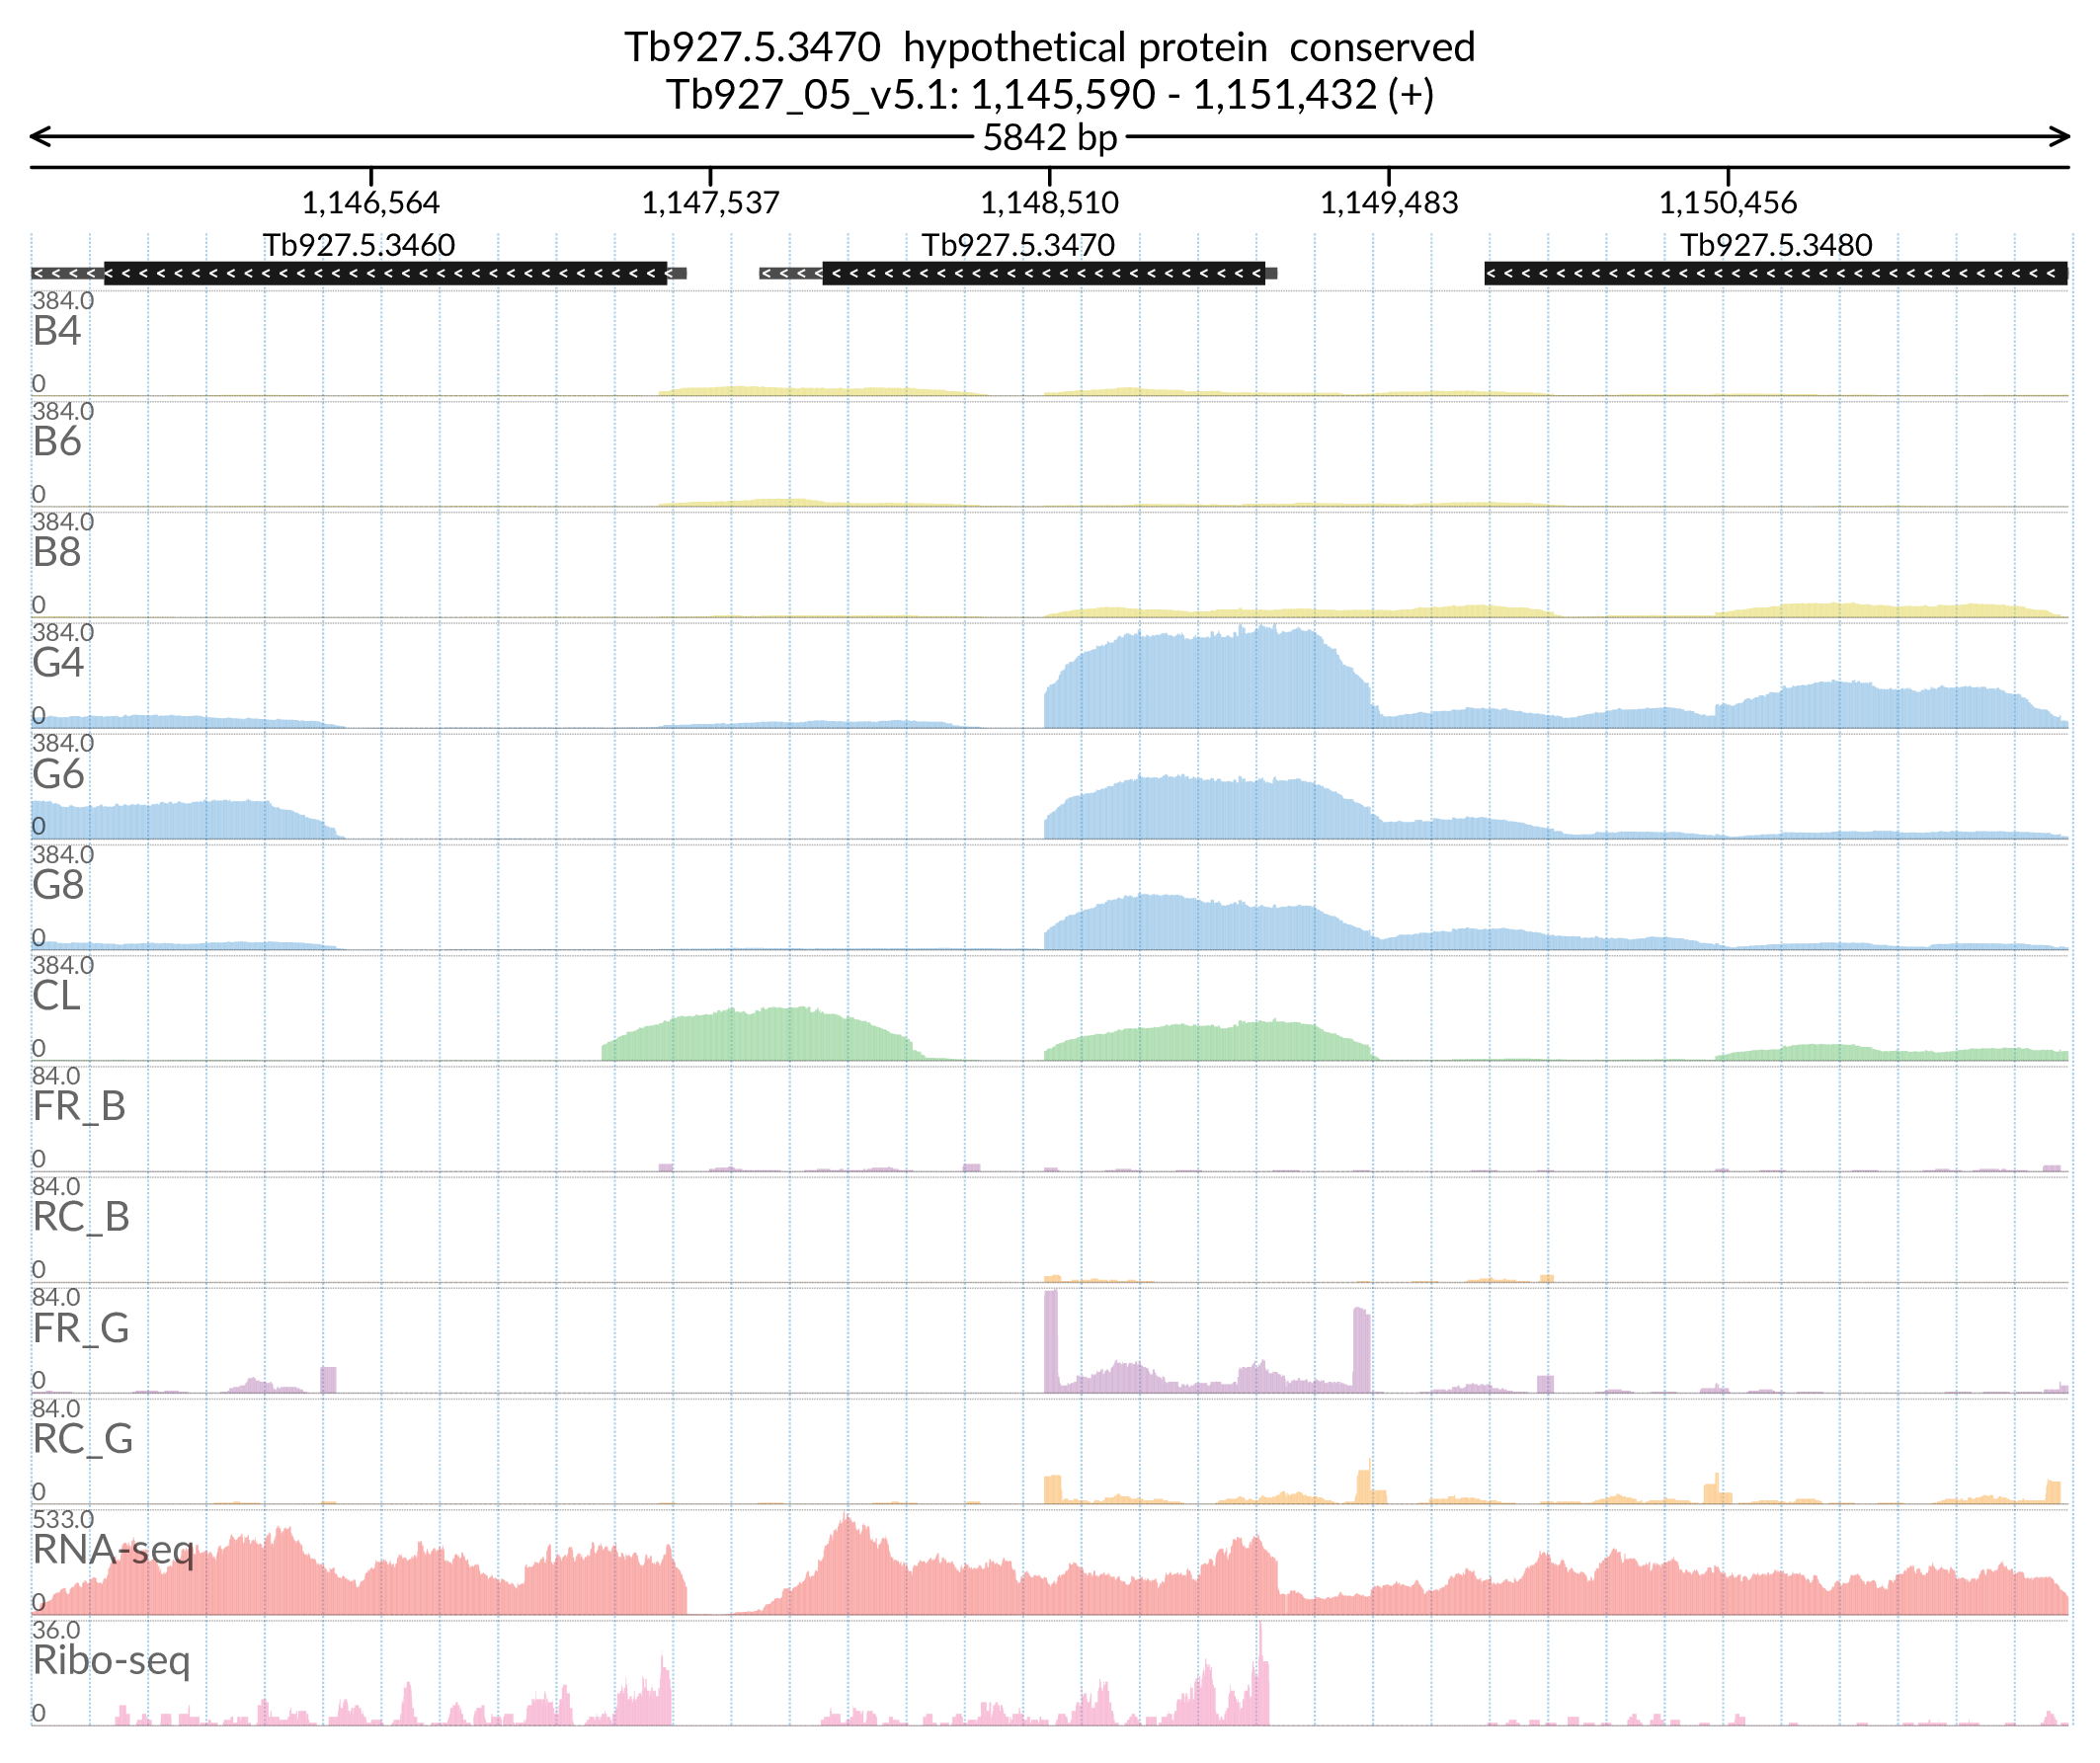 Tb927.5.3470 hypothetical protein conserved
Tb927_05_v5.1: 1,145,590 - 1,151,432 (+)
5842 bp
1,146,564 1,147,537 1,148,510 1,149,483 1,150,456
Tb927.5.3460 Tb927.5.3470 Tb927.5.3480
384.0
B4
0
384.0
B6
0
384.0
B8
0
384.0
G4
0
384.0
G6
0
384.0
G8
0
384.0
CL
0
84.0
FR_B
0
84.0
RC_B
0
84.0
FR_G
0
84.0
RC_G
0
533.0
RNA-seq
0
36.0
Ribo-seq
0